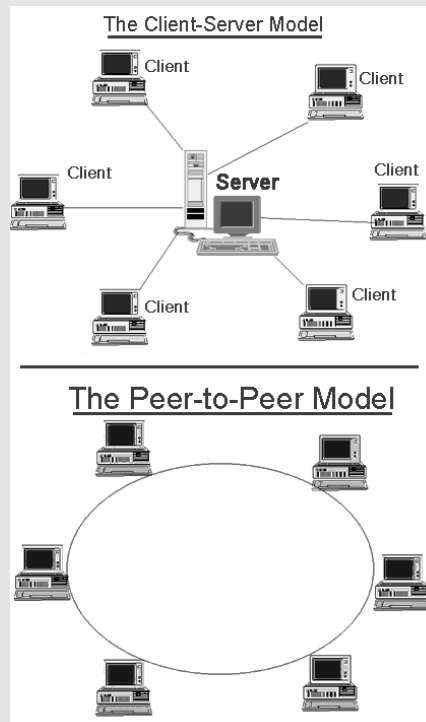 The Client-Server Model
Client
Client
Client
Client
Server
Client
Client
The Peer-to-Peer Model